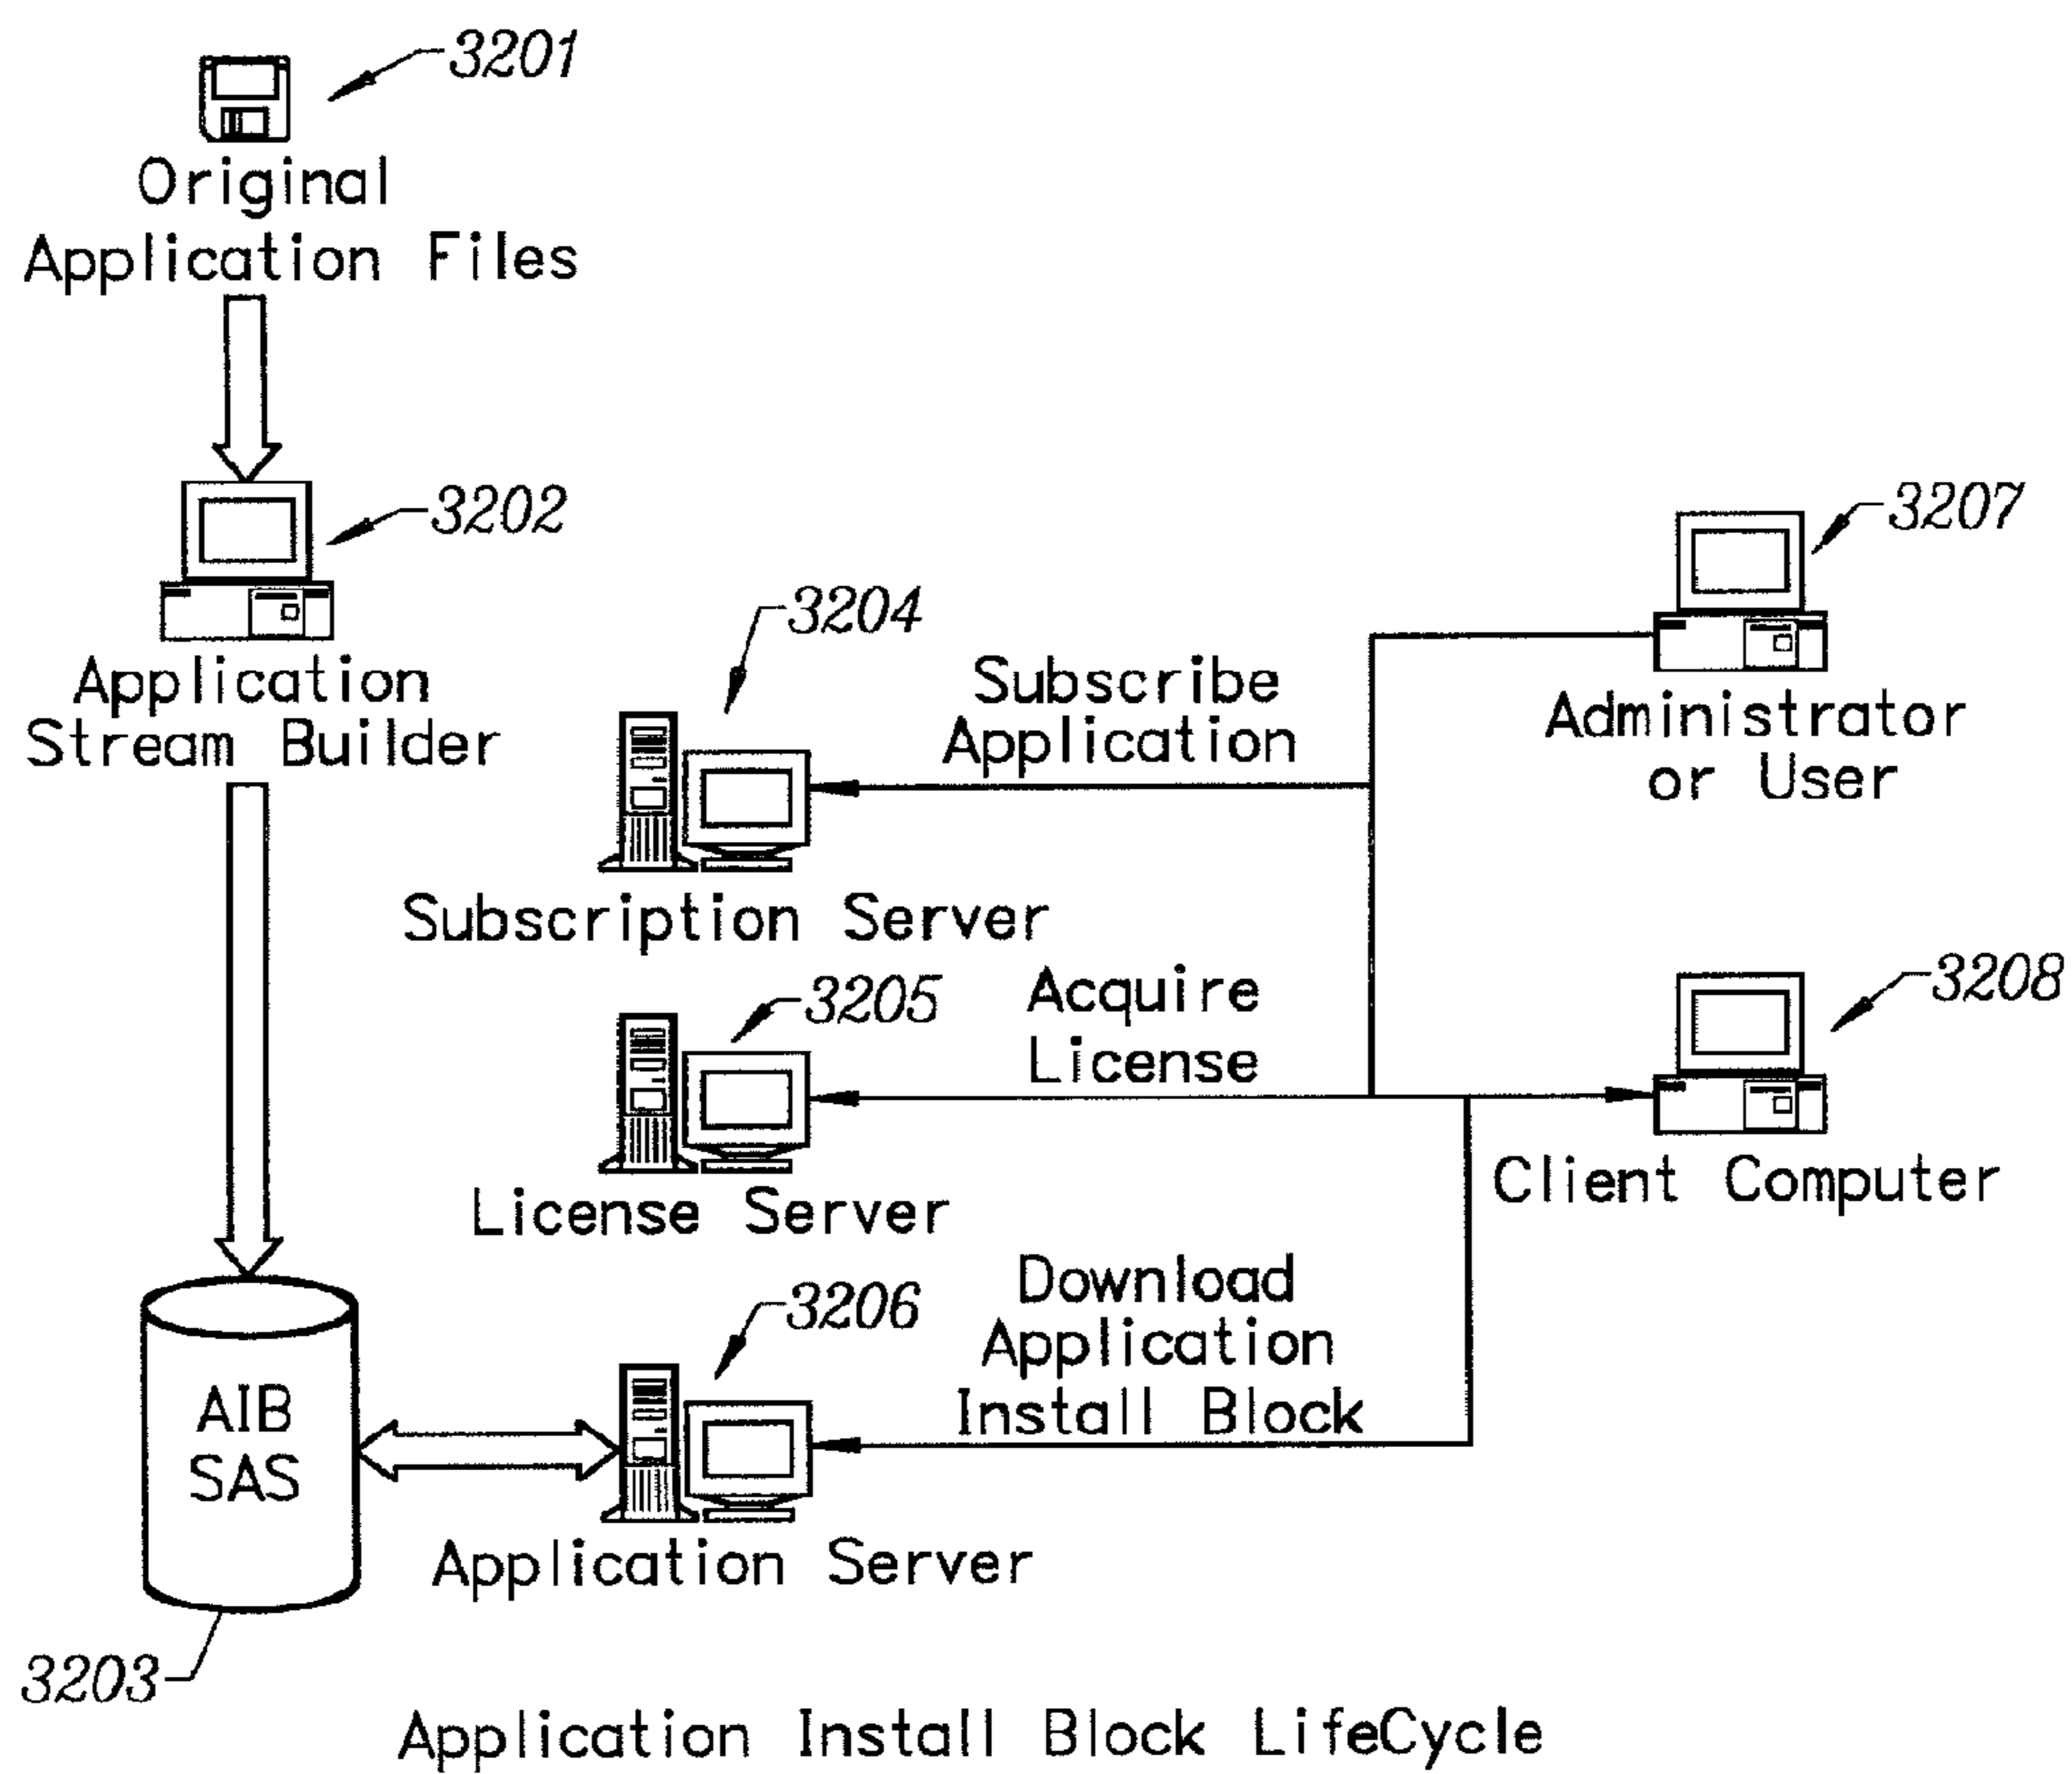 3201
Original
Application Files
3202
Application
Stream Builder
3204
Subscribe
Application
3207
Administrator
or User
Subscription Server
3205
Acquire
License
3208
License Server
Client Computer
3206
Download
Application
Install Block
AIB
SAS
Application Server
3203
Application Install Block LifeCycle